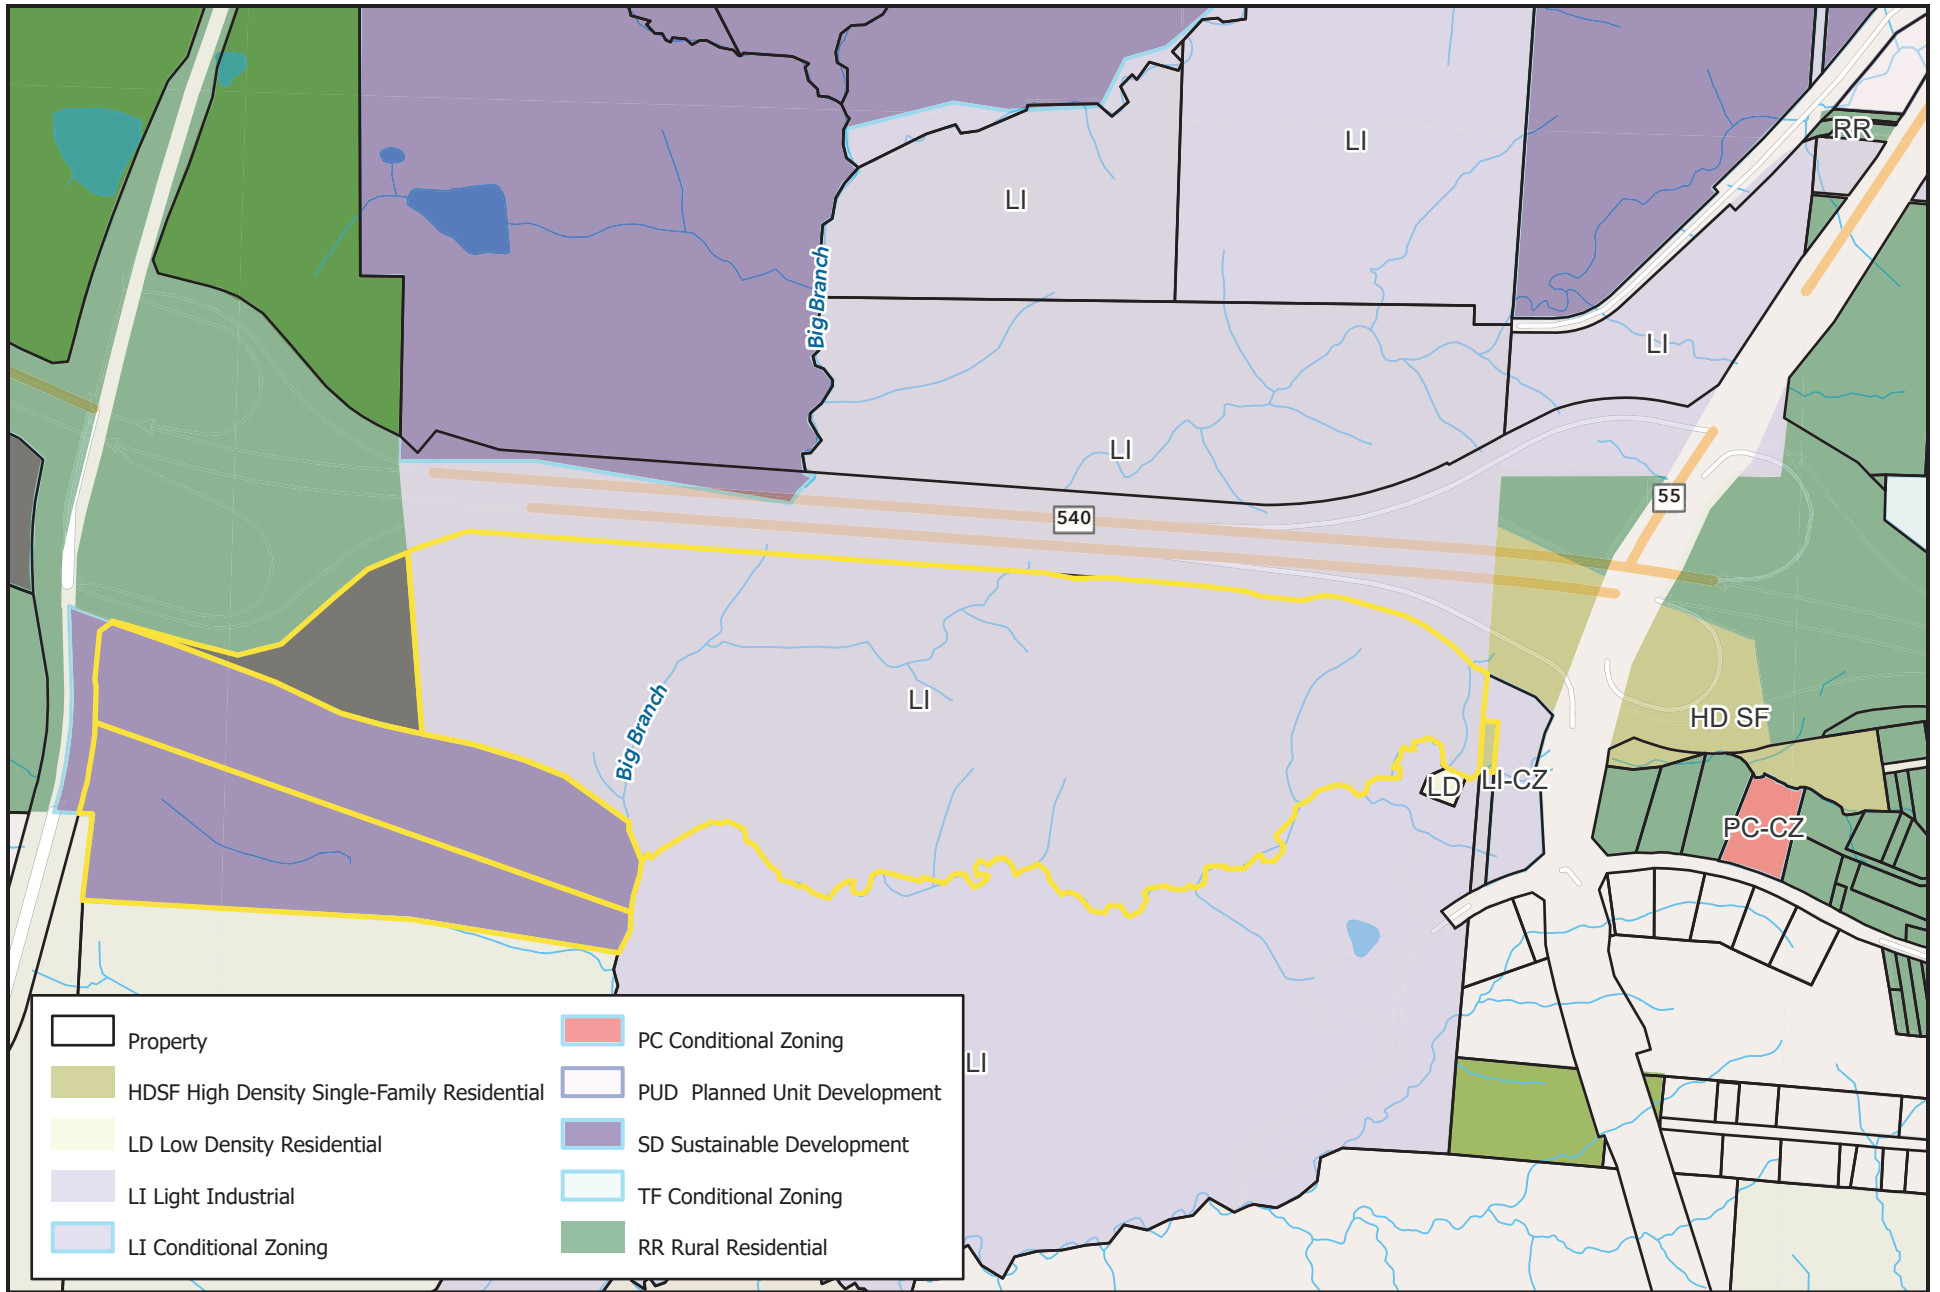 RR
LI
LI
Big Branch
LI
LI
55
540
Big Branch
LI
HD SF
LD
LI-CZ
PC-CZ
LI
Property
HDSF High Density Single-Family Residential
LD Low Density Residential
LI Light Industrial
LI Conditional Zoning
PC Conditional Zoning
PUD Planned Unit Development
SD Sustainable Development
TF Conditional Zoning
RR Rural Residential